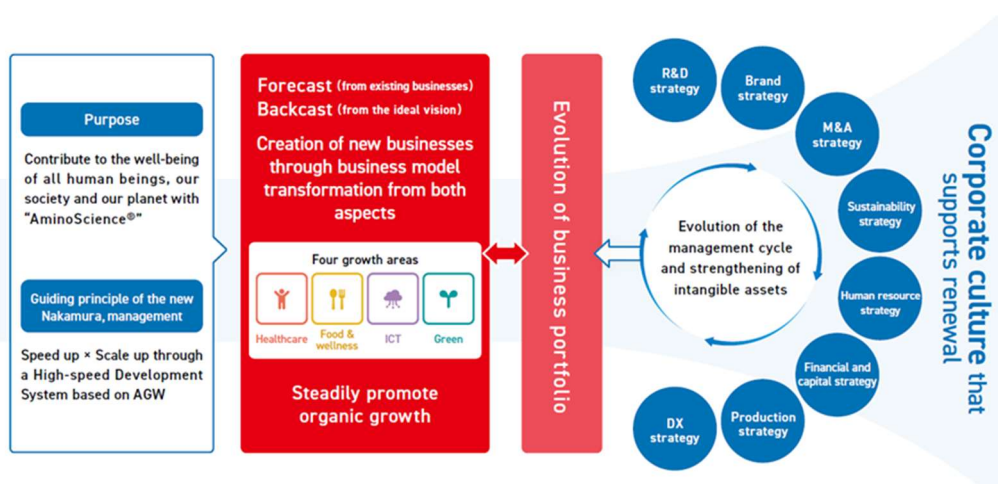 Purpose
Contribute to the well-being
of all human beings, our
society and our planet with
“AminoScience®”
Guiding principle of the new
Nakamura, management
Speed up × Scale up through
a High-speed Development
System based on AGW
Forecast (from existing businesses)
Backcast (from the ideal vision)
Creation of new businesses
through business model
transformation from both
aspects
Four growth areas
Healthcare
Food &
wellness
ICT
Green
Steadily promote
organic growth
Evolution of business portfolio
Evolution of the
management cycle
and strengthening of
intangible assets
R&D
strategy
Brand
strategy
M&A
strategy
Sustainability
strategy
Human resource
strategy
Financial and
capital strategy
Production
strategy
DX
strategy
Corporate culture that
supports renewal